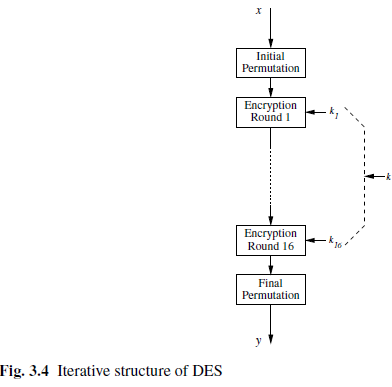 x
Initial
Permutation
Encryption
Round 1
k1
k
Encryption
Round 16
k16
Final
Permutation
y
Fig. 3.4 Iterative structure of DES